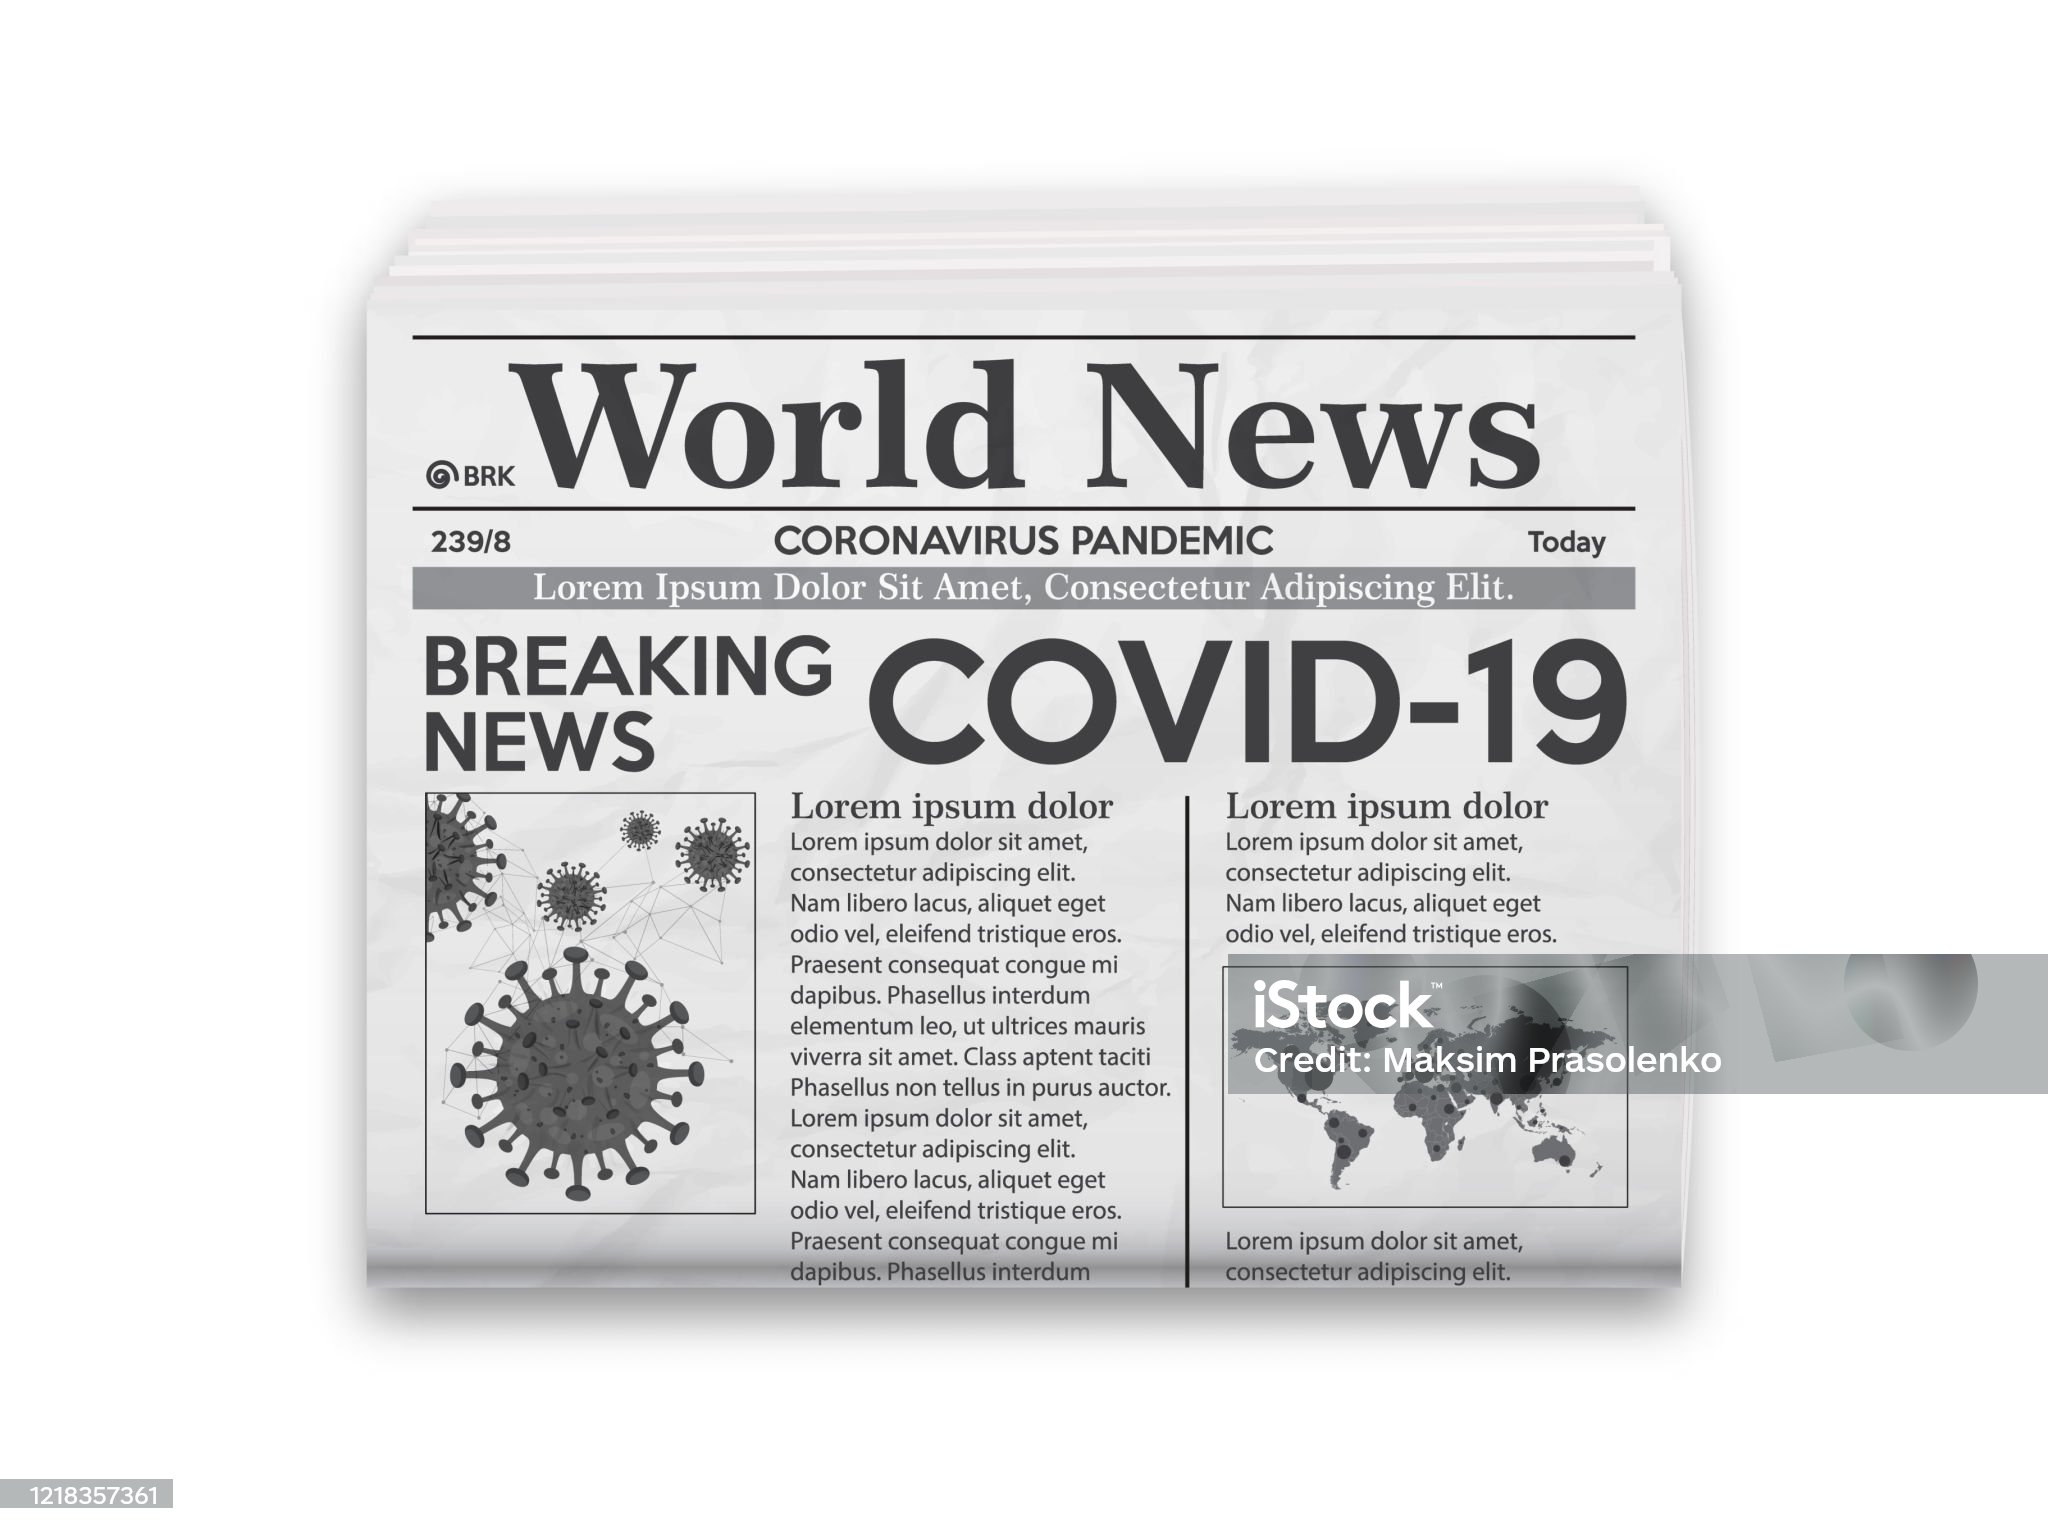 World News
BRK
239/8
CORONAVIRUS PANDEMIC
Today
Lorem Ipsum Dolor Sit Amet, Consectetur Adipiscing Elit.
BREAKING
NEWS
COVID-19
Lorem ipsum dolor
Lorem ipsum dolor sit amet,
consectetur adipiscing elit.
Nam libero lacus, aliquet eget
odio vel, eleifend tristique eros.
Praesent consequat congue mi
dapibus. Phasellus interdum
elementum leo, ut ultrices mauris
viverra sit amet. Class aptent taciti
Phasellus non tellus in purus auctor.
Lorem ipsum dolor sit amet,
consectetur adipiscing elit.
Nam libero lacus, aliquet eget
odio vel, eleifend tristique eros.
Praesent consequat congue mi
dapibus. Phasellus interdum
Lorem ipsum dolor
Lorem ipsum dolor sit amet,
consectetur adipiscing elit.
Nam libero lacus, aliquet eget
odio vel, eleifend tristique eros.
iStock™
Credit: Maksim Prasolenko
Lorem ipsum dolor sit amet,
consectetur adipiscing elit.
1218357361